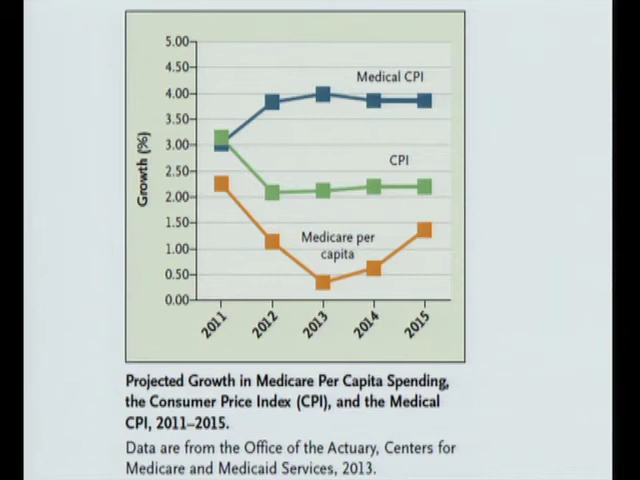 5.00
4.50
4.00
3.50
3.00
2.50
2.00
1.50
1.00
0.50
0.00
Growth (%)
Medical CPI
CPI
Medicare per
capita
2011
2012
2013
2014
2015
Projected Growth in Medicare Per Capita Spending,
the Consumer Price Index (CPI), and the Medical
CPI, 2011–2015.
Data are from the Office of the Actuary, Centers for
Medicare and Medicaid Services, 2013.